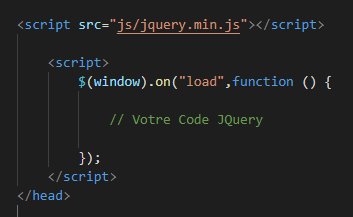 <script src="js/jquery.min.js"></script>
<script>
$(window).on("load",function () {
// Votre Code JQuery
});
</script>
</head>